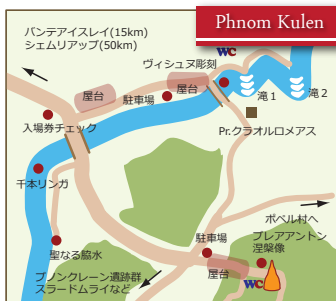 Phnom Kulen
バンテアイスレイ(15km)
シェムリアップ(50km)
WC
ヴィシュヌ彫刻
屋台
駐車場
屋台
滝1
滝2
入場券チェック
Pr.クラオルロメアス
千本リンガ
ポペル村へ
聖なる脇水
駐車場
プレアアントン
涅槃像
プノンクレーン遺跡群
スラードムライなど
屋台
WC